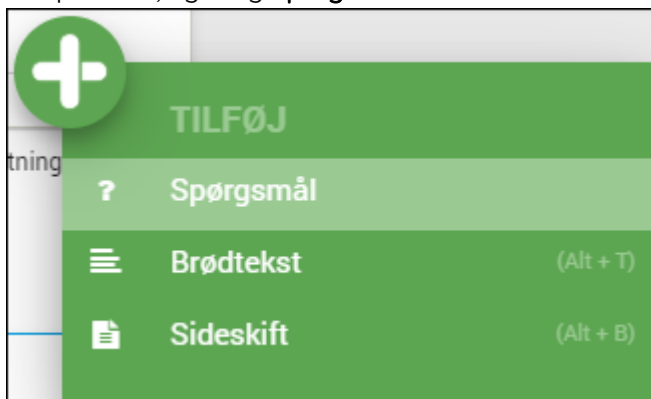 TILFØJ
tning
? Spørgsmål
Brødtekst (Alt + T)
Sideskift (Alt + B)